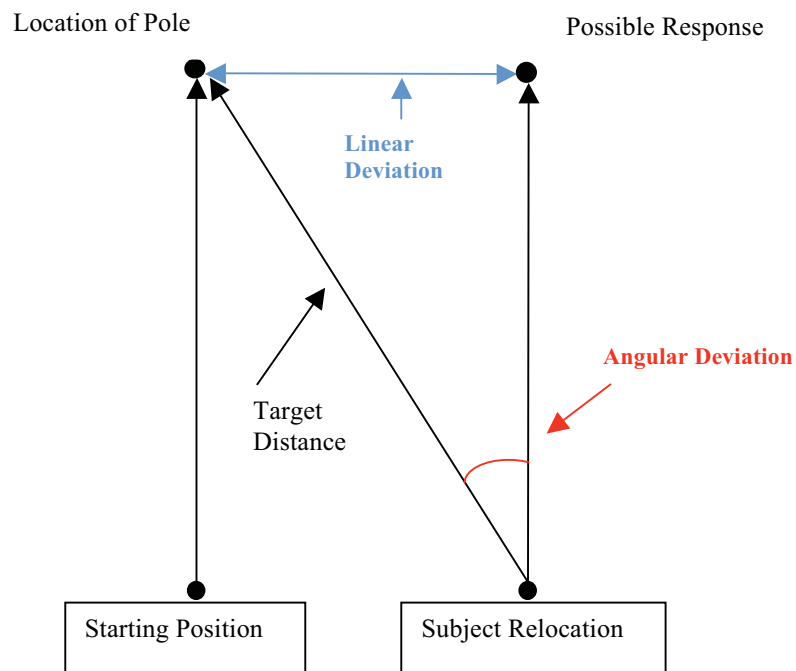 Location of Pole
Possible Response
Linear
Deviation
Angular Deviation
Target
Distance
Starting Position
Subject Relocation